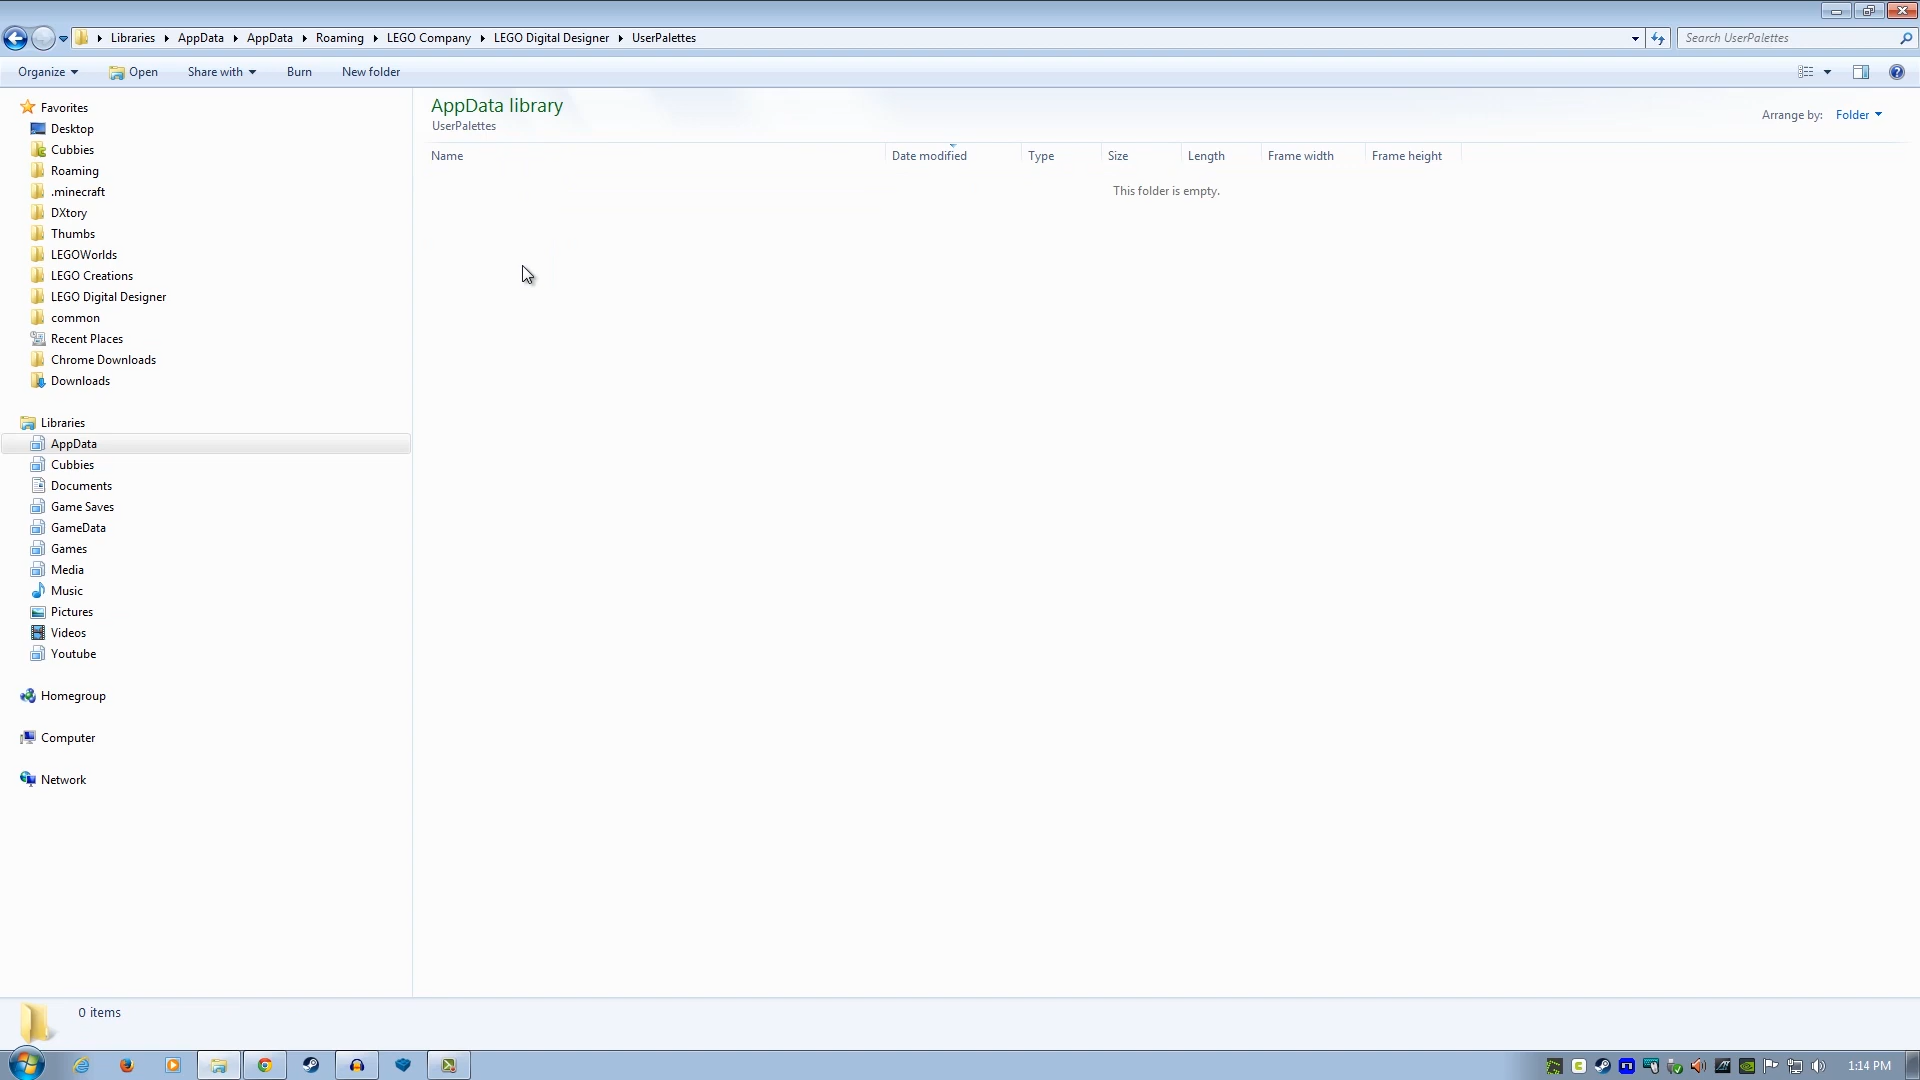 Libraries AppData AppData Roaming LEGO Company LEGO Digital Designer UserPalettes
Search UserPalettes
Organize Open Share with Burn New folder
Favorites
Desktop
Cubbies
Roaming
.minecraft
DXtory
Thumbs
LEGOWorlds
LEGO Creations
LEGO Digital Designer
common
Recent Places
Chrome Downloads
Downloads
Libraries
AppData
Cubbies
Documents
Game Saves
GameData
Games
Media
Music
Pictures
Videos
Youtube
Homegroup
Computer
Network
AppData library
UserPalettes
Arrange by: Folder
Name Date modified Type Size Length Frame width Frame height
This folder is empty.
0 items
1:14 PM